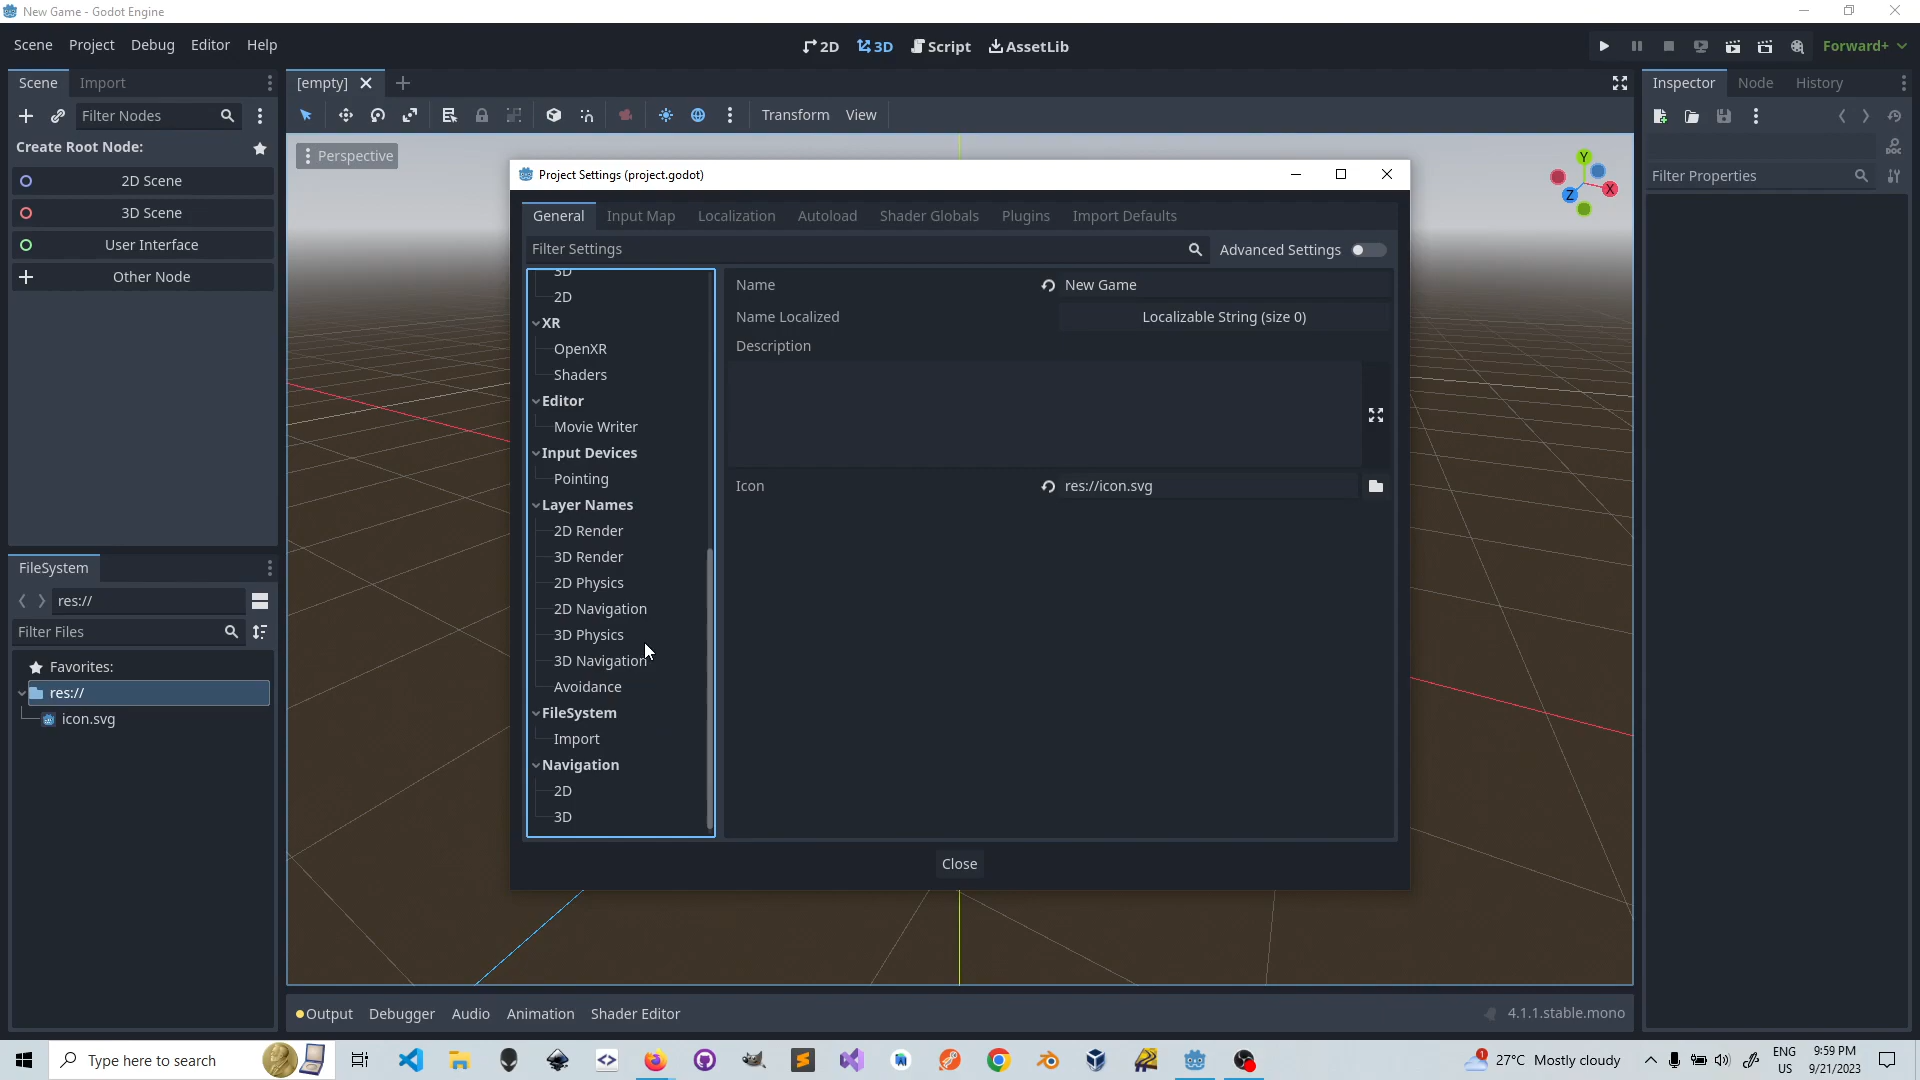 New Game - Godot Engine
Scene Project Debug Editor Help
2D 3D Script AssetLib
Forward+
Scene Import
[empty]
Inspector Node History
Filter Nodes
Transform View
Create Root Node:
Perspective
2D Scene
3D Scene
User Interface
Other Node
Filter Properties
Y
X
Z
DOC
Project Settings (project.godot)
General Input Map Localization Autoload Shader Globals Plugins Import Defaults
Filter Settings
Advanced Settings
3D
2D
XR
OpenXR
Shaders
Editor
Movie Writer
Input Devices
Pointing
Layer Names
2D Render
3D Render
2D Physics
2D Navigation
3D Physics
3D Navigation
Avoidance
FileSystem
Import
Navigation
2D
3D
Name New Game
Name Localized Localizable String (size 0)
Description
Icon res://icon.svg
Close
FileSystem
res://
Filter Files
Favorites:
res://
icon.svg
Output Debugger Audio Animation Shader Editor
4.1.1.stable.mono
Type here to search
1
27°C Mostly cloudy
ENG
US
9:59 PM
9/21/2023